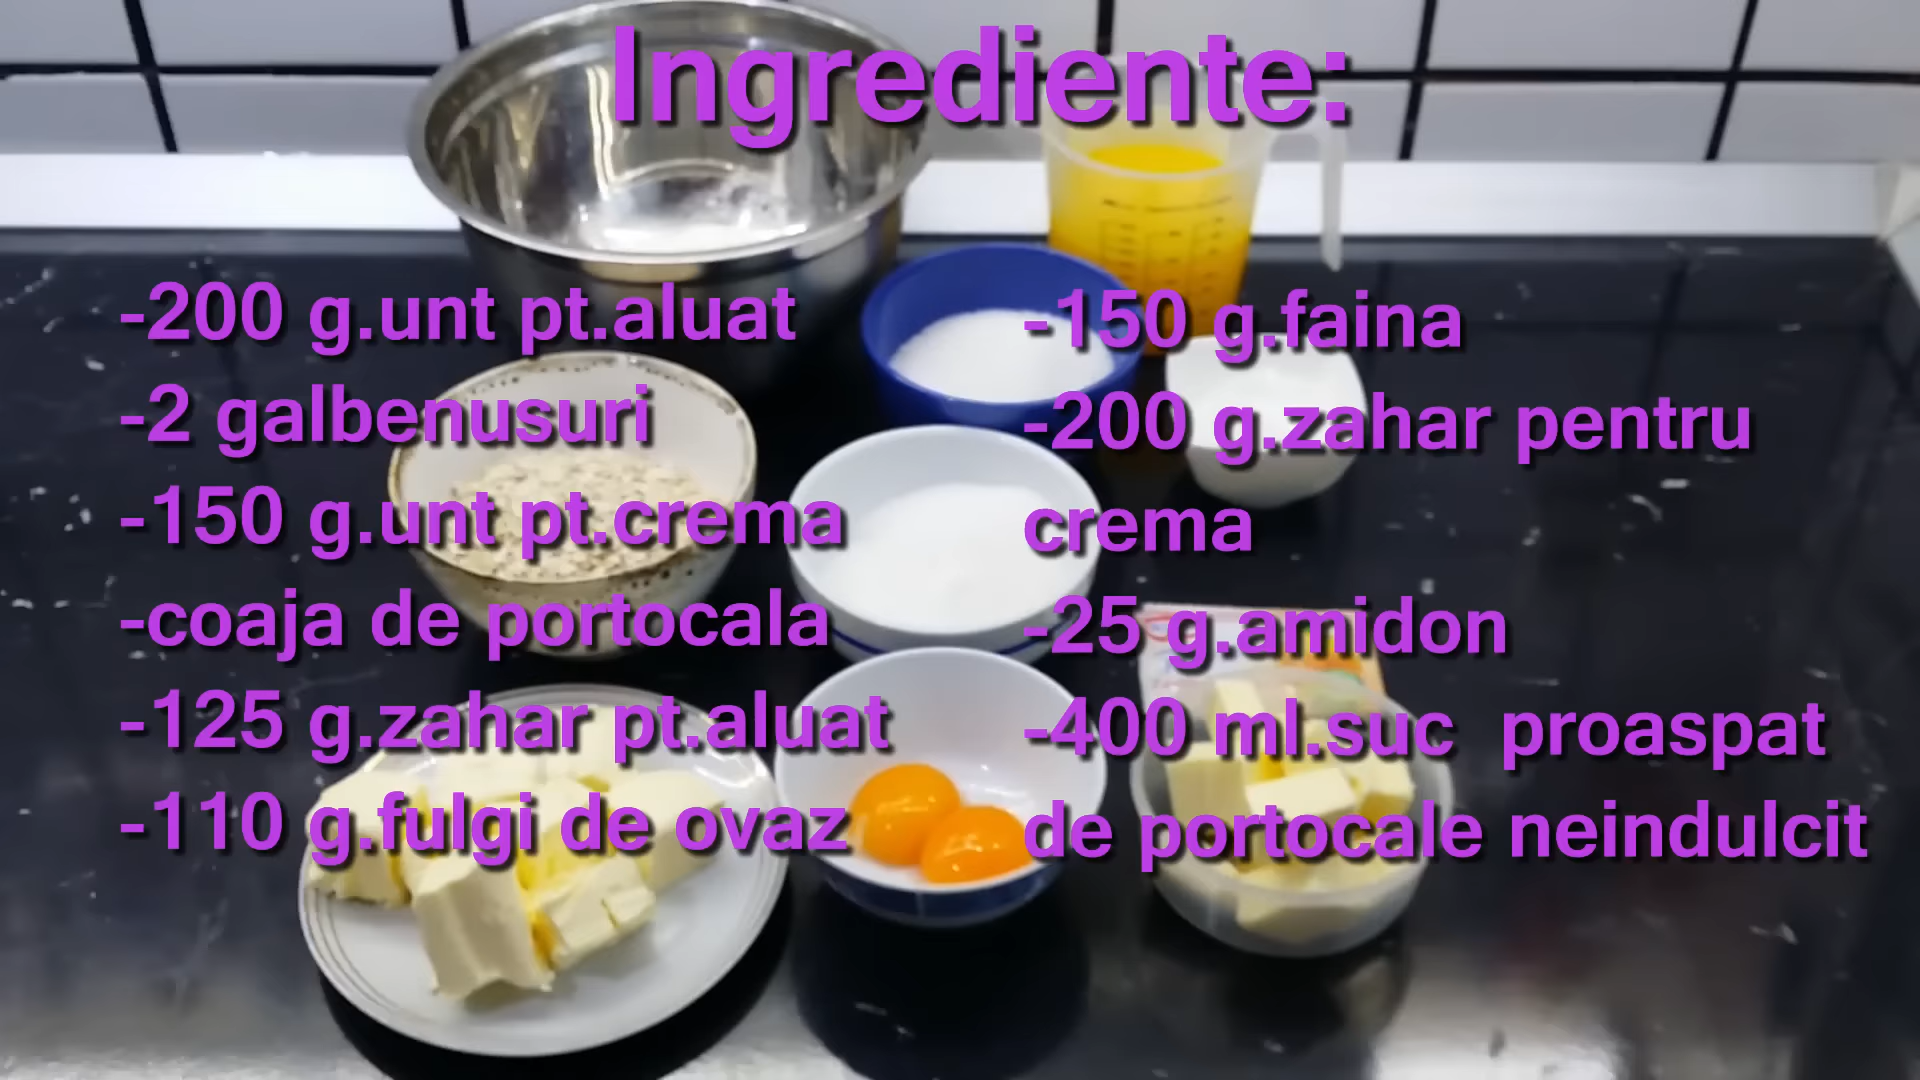 Ingrediente:
-200 g.unt pt.aluat
-2 galbenusuri
-150 g.unt pt.crema
-coaja de portocala
-125 g.zahar pt.aluat
-110 g.fulgi de ovaz
-150 g.faina
-200 g.zahar pentru
crema
-25 g.amidon
-400 ml.suc proaspat
de portocale neindulcit